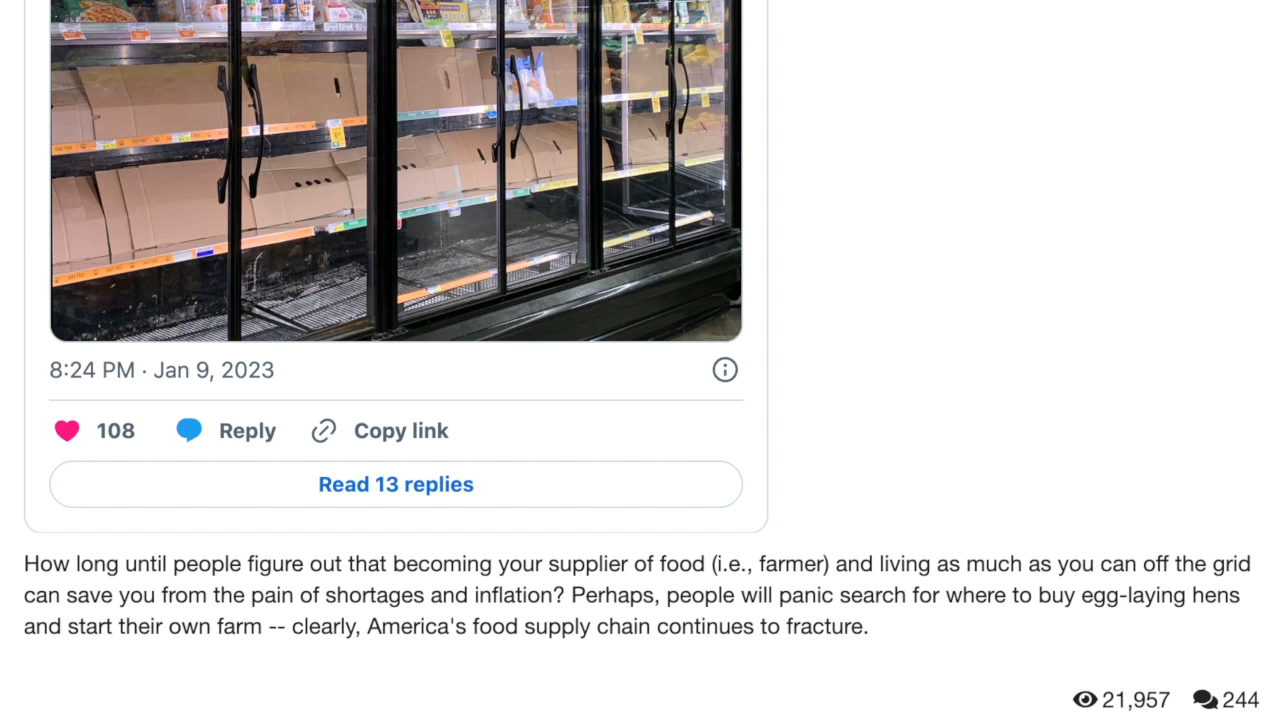 8:24 PM · Jan 9, 2023
108 Reply Copy link
Read 13 replies
How long until people figure out that becoming your supplier of food (i.e., farmer) and living as much as you can off the grid
can save you from the pain of shortages and inflation? Perhaps, people will panic search for where to buy egg-laying hens
and start their own farm -- clearly, America's food supply chain continues to fracture.
21,957 244